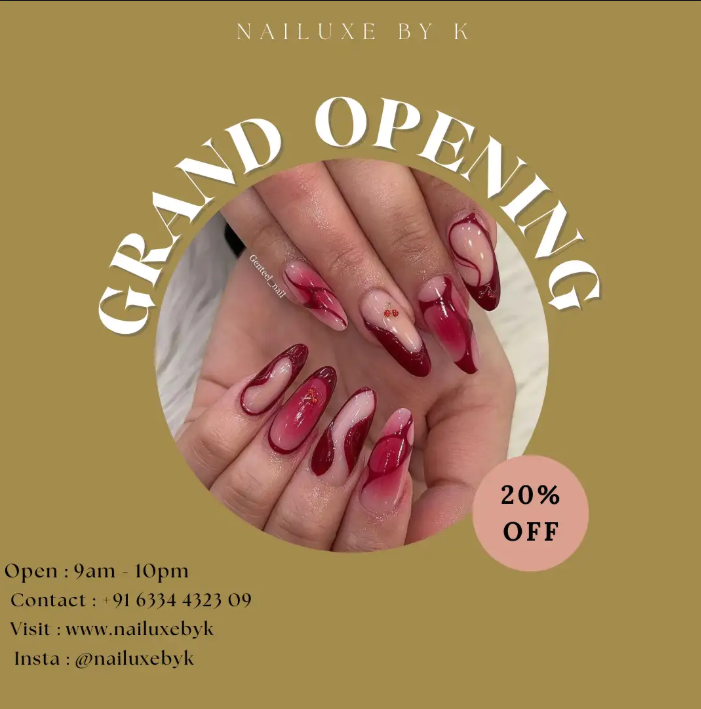 NAILUXE BY K
GRAND OPENING
Genteel_nail
20%
OFF
Open : 9am - 10pm
Contact : +91 6334 4323 09
Visit : www.nailuxebyk
Insta : @nailuxebyk